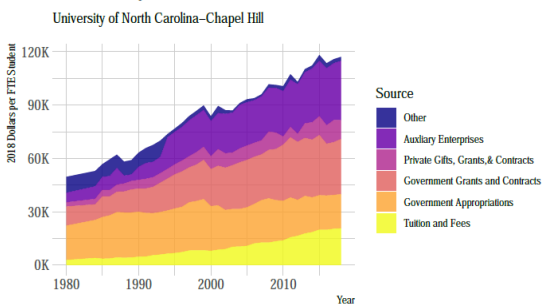 University of North Carolina–Chapel Hill
2018 Dollars per FTE Student
120K
90K
60K
30K
0K
1980
1990
2000
2010
Year
Source
Other
Auxliary Enterprises
Private Gifts, Grants,& Contracts
Government Grants and Contracts
Government Appropriations
Tuition and Fees